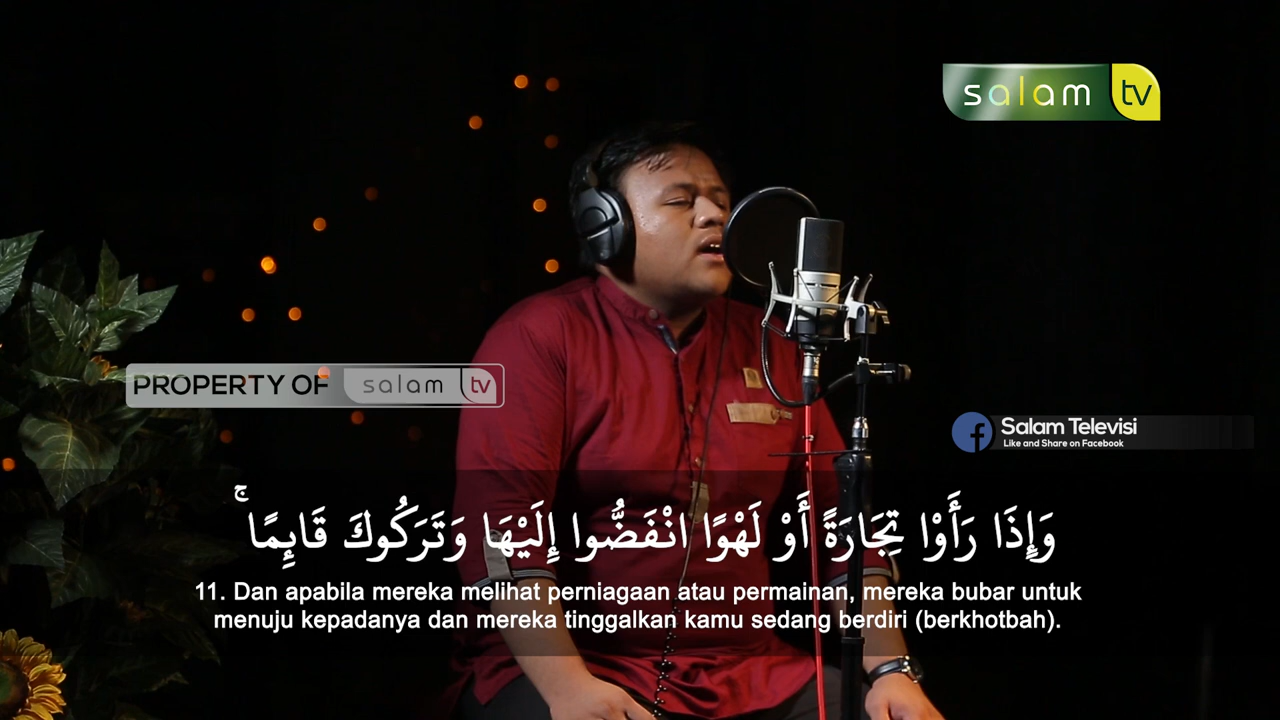 salam tv
PROPERTY OF salam tv
Salam Televisi
Like and Share on Facebook
وَإِذَا رَأَوْا تِجَارَةً أَوْ لَهْوًا انْفَضُّوا إِلَيْهَا وَتَرَكُوكَ قَائِمًا ۚ
11. Dan apabila mereka melihat perniagaan atau permainan, mereka bubar untuk
menuju kepadanya dan mereka tinggalkan kamu sedang berdiri (berkhotbah).